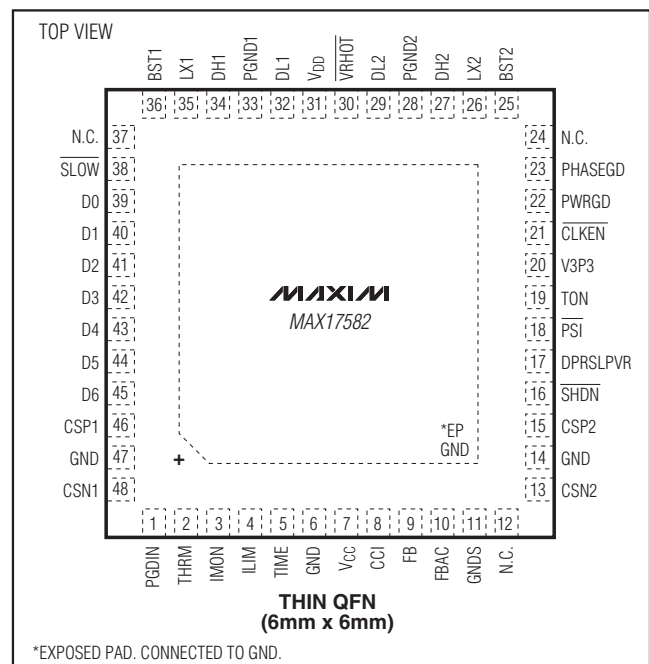 TOP VIEW
BST1 LX1 DH1 PGND1 DL1 VDD VRHOT DL2 PGND2 DH2 LX2 BST2
36 35 34 33 32 31 30 29 28 27 26 25
N.C. 37
SLOW 38
D0 39
D1 40
D2 41
D3 42
D4 43
D5 44
D6 45
CSP1 46
GND 47
CSN1 48
24 N.C.
23 PHASEGD
22 PWRGD
21 CLKEN
20 V3P3
19 TON
18 PSI
17 DPRSLPVR
16 SHDN
15 CSP2
14 GND
13 CSN2
MAXIM
MAX17582
*EP
GND
+
1 2 3 4 5 6 7 8 9 10 11 12
PGDIN THRM IMON ILIM TIME GND VCC CCI FB FBAC GNDS N.C.
THIN QFN
(6mm x 6mm)
*EXPOSED PAD. CONNECTED TO GND.